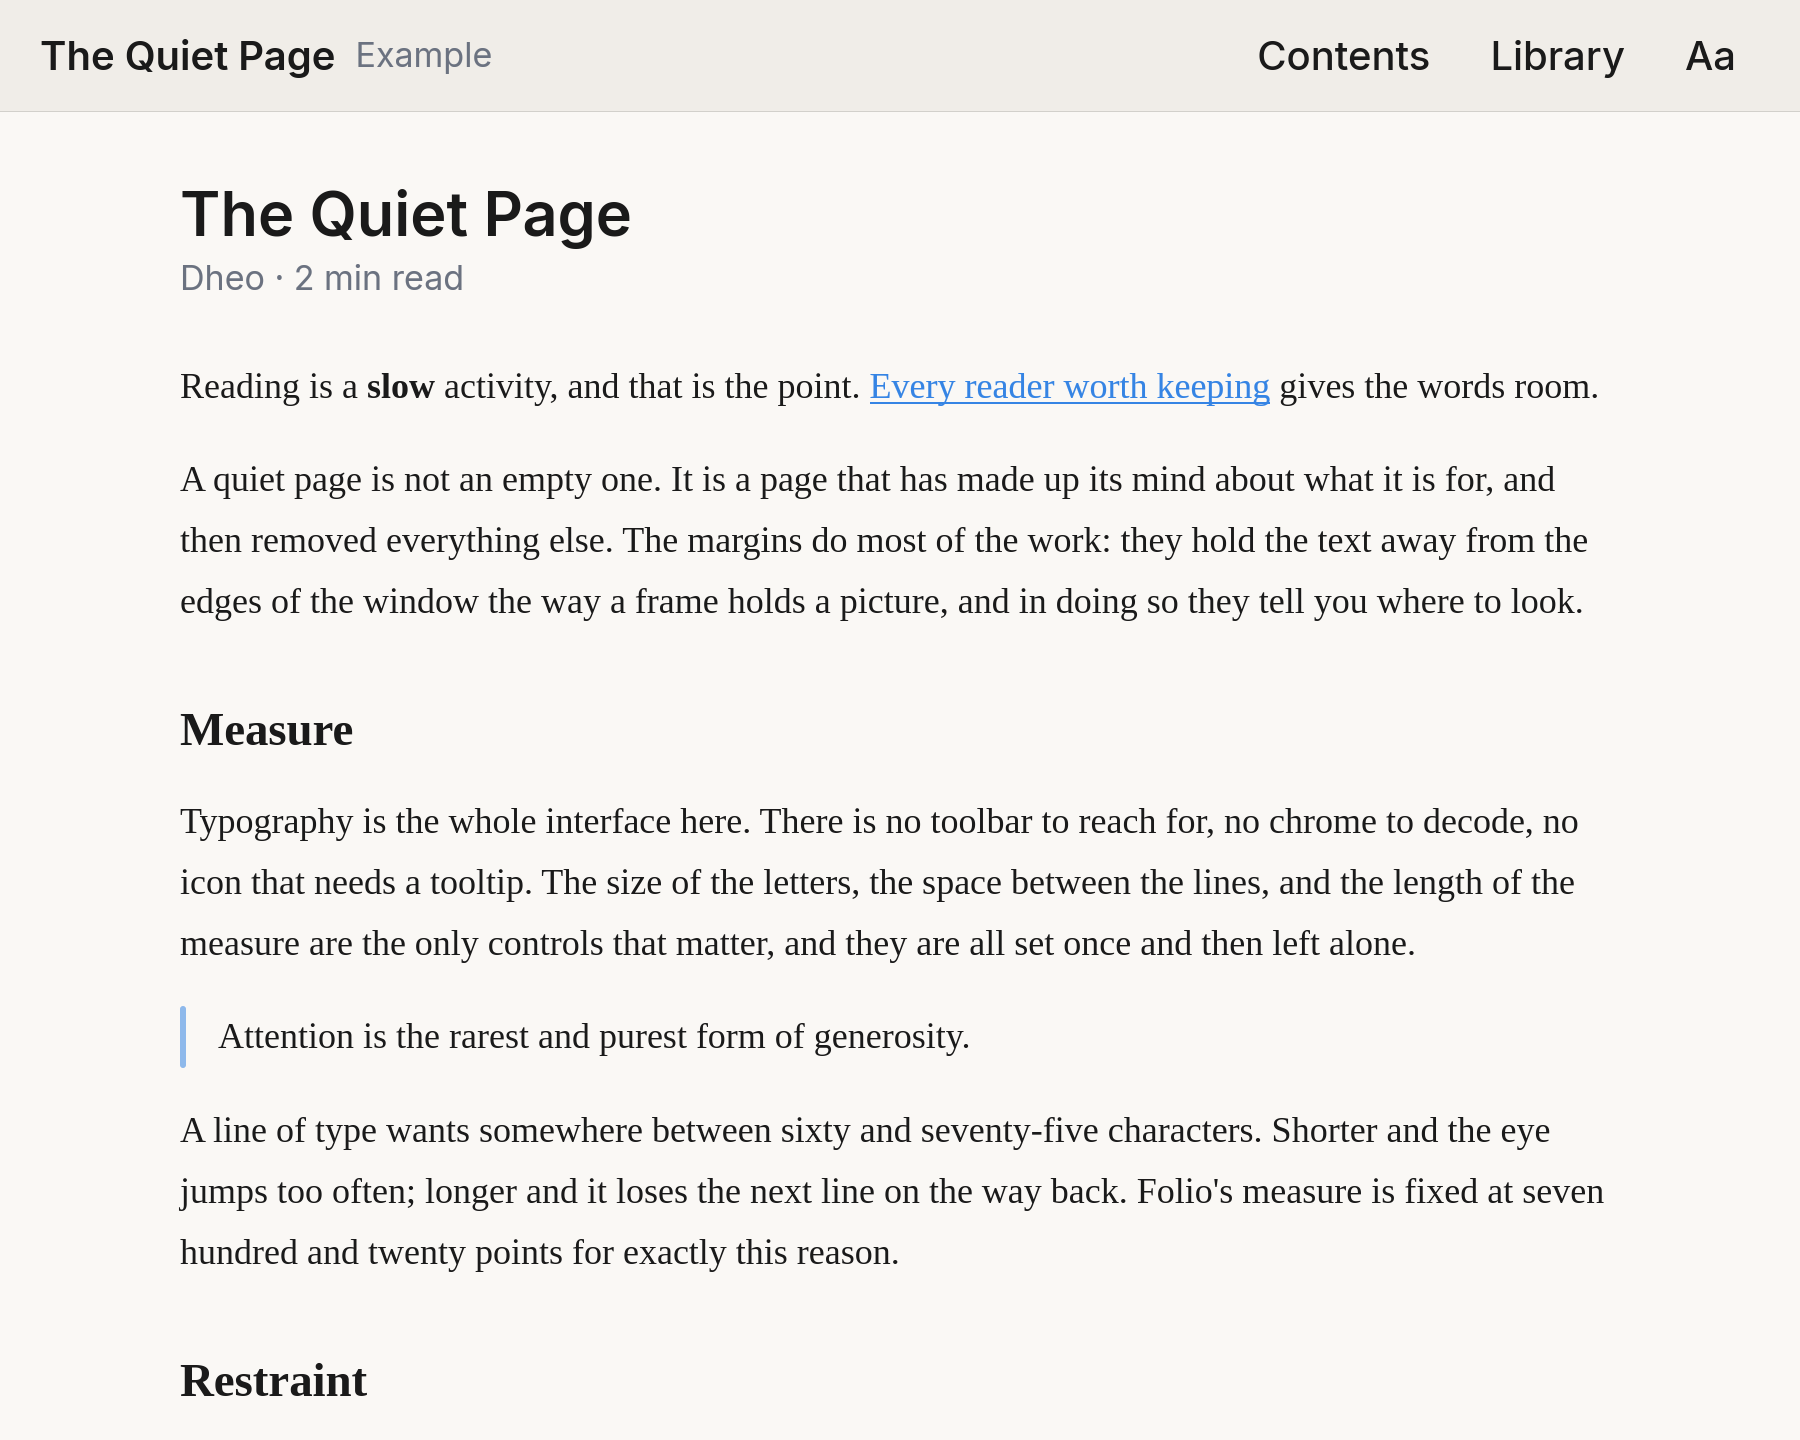 The Quiet Page Example Contents Library Aa
The Quiet Page
Dheo · 2 min read
Reading is a slow activity, and that is the point. Every reader worth keeping gives the words room.
A quiet page is not an empty one. It is a page that has made up its mind about what it is for, and
then removed everything else. The margins do most of the work: they hold the text away from the
edges of the window the way a frame holds a picture, and in doing so they tell you where to look.
Measure
Typography is the whole interface here. There is no toolbar to reach for, no chrome to decode, no
icon that needs a tooltip. The size of the letters, the space between the lines, and the length of the
measure are the only controls that matter, and they are all set once and then left alone.
Attention is the rarest and purest form of generosity.
A line of type wants somewhere between sixty and seventy-five characters. Shorter and the eye
jumps too often; longer and it loses the next line on the way back. Folio's measure is fixed at seven
hundred and twenty points for exactly this reason.
Restraint